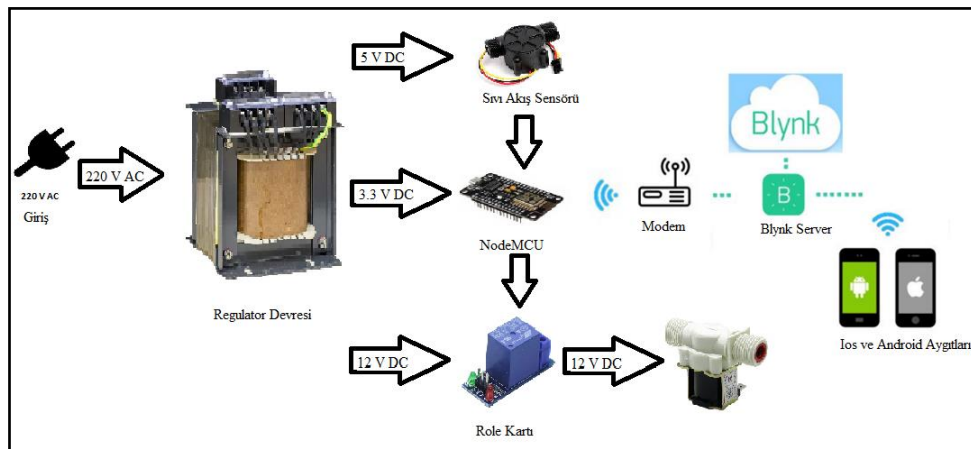 220 V AC
Giriş
220 V AC
Regulator Devresi
5 V DC
Sıvı Akış Sensörü
3.3 V DC
NodeMCU
Modem
Blynk
B
Blynk Server
Ios ve Android Aygıtları
12 V DC
Role Kartı
12 V DC